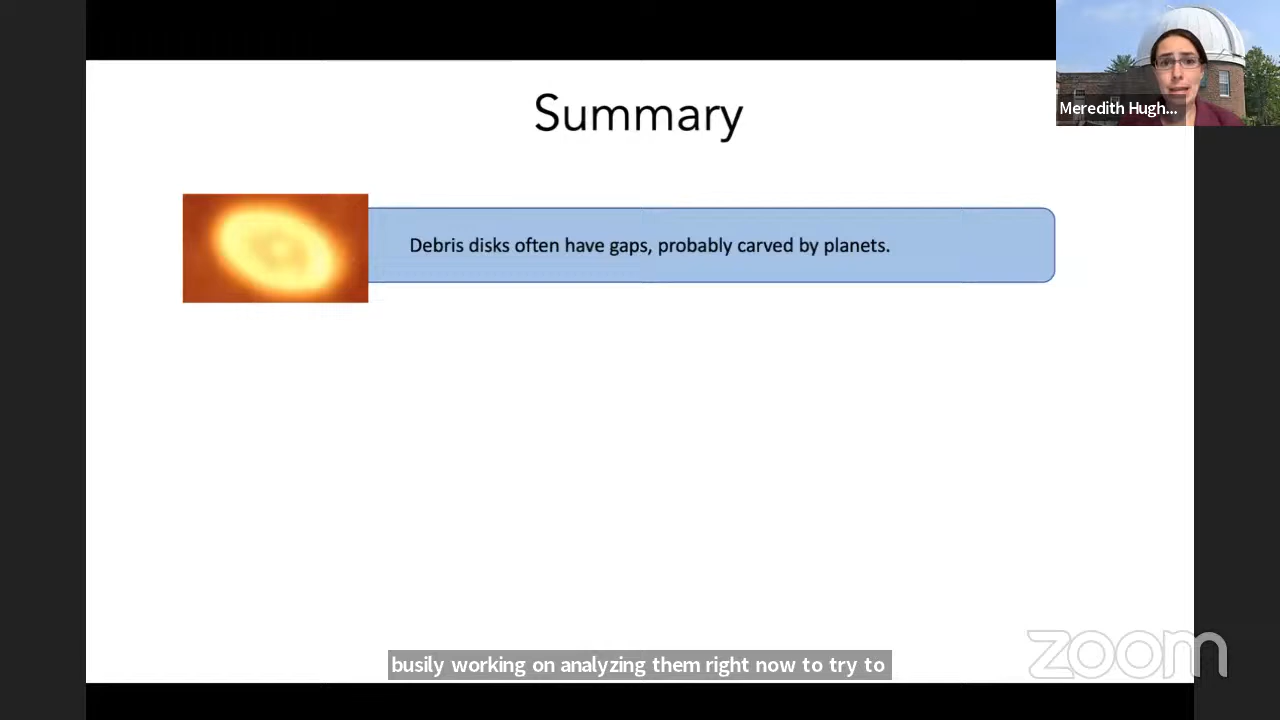 Summary
Meredith Hugh...
Debris disks often have gaps, probably carved by planets.
busily working on analyzing them right now to try to
zoom